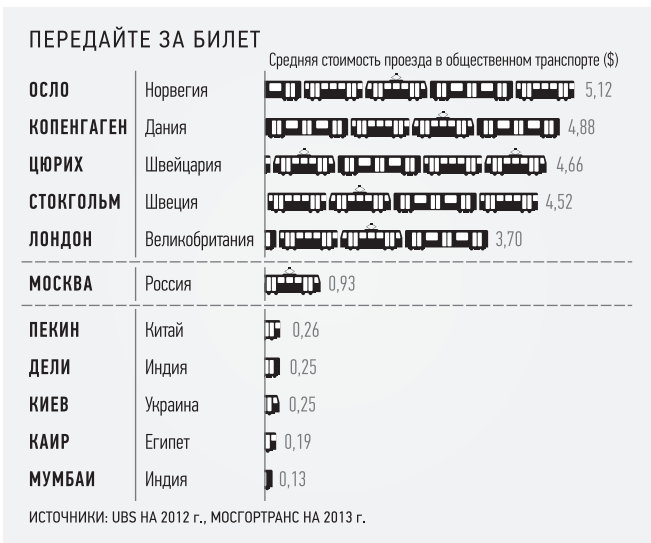 ПЕРЕДАЙТЕ ЗА БИЛЕТ
Средняя стоимость проезда в общественном транспорте ($)
ОСЛО Норвегия 5,12
КОПЕНГАГЕН Дания 4,88
ЦЮРИХ Швейцария 4,66
СТОКГОЛЬМ Швеция 4,52
ЛОНДОН Великобритания 3,70
МОСКВА Россия 0,93
ПЕКИН Китай 0,26
ДЕЛИ Индия 0,25
КИЕВ Украина 0,25
КАИР Египет 0,19
МУМБАИ Индия 0,13
ИСТОЧНИКИ: UBS НА 2012 г., МОСГОРТРАНС НА 2013 г.